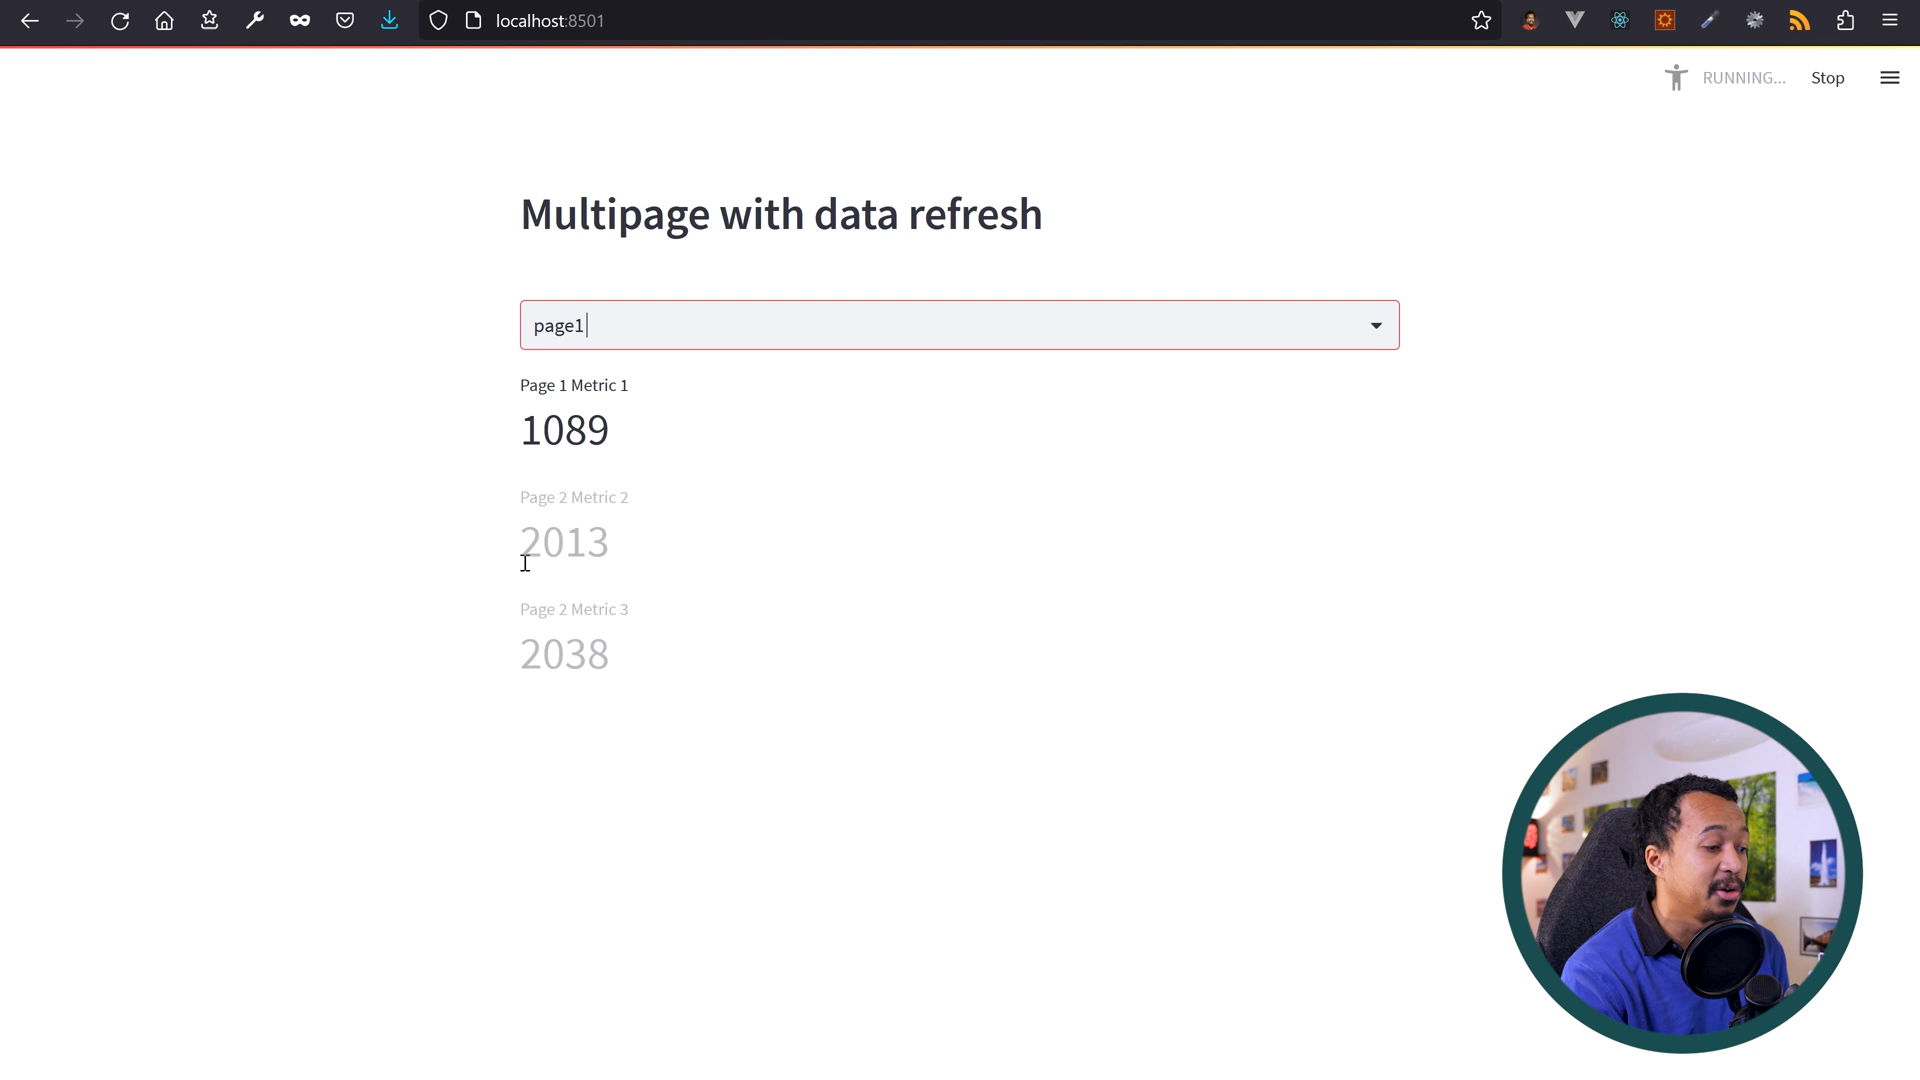 localhost:8501
RUNNING...
Stop
Multipage with data refresh
page1
Page 1 Metric 1
1089
Page 2 Metric 2
2013
Page 2 Metric 3
2038